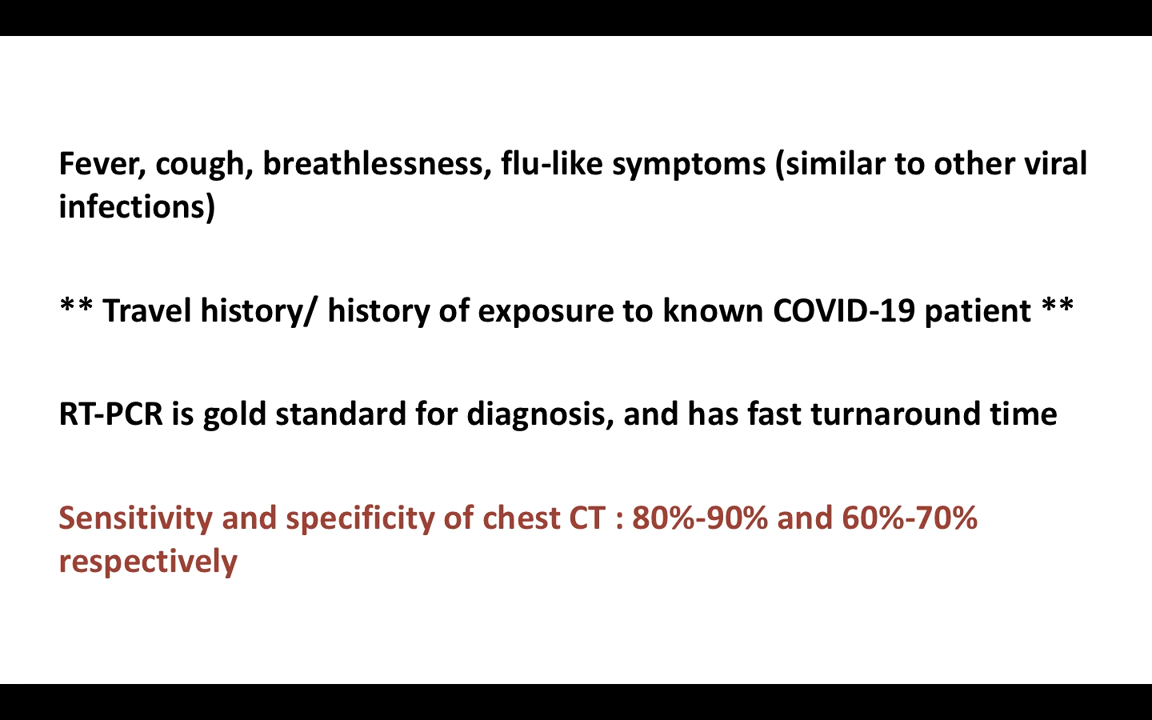 Fever, cough, breathlessness, flu-like symptoms (similar to other viral
infections)
** Travel history/ history of exposure to known COVID-19 patient **
RT-PCR is gold standard for diagnosis, and has fast turnaround time
Sensitivity and specificity of chest CT : 80%-90% and 60%-70%
respectively